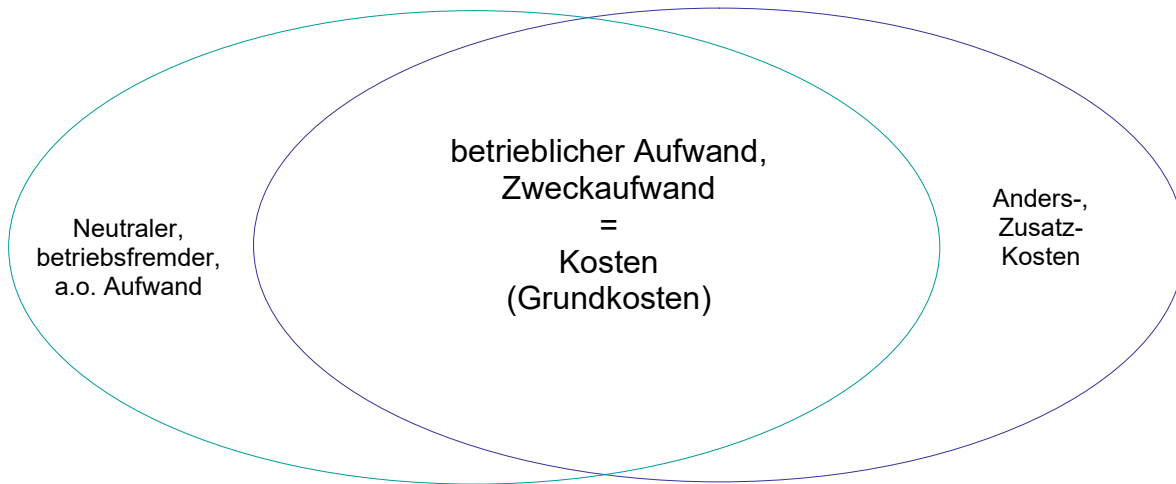 Neutraler,
betriebsfremder,
a.o. Aufwand
betrieblicher Aufwand,
Zweckaufwand
=
Kosten
(Grundkosten)
Anders-,
Zusatz-
Kosten